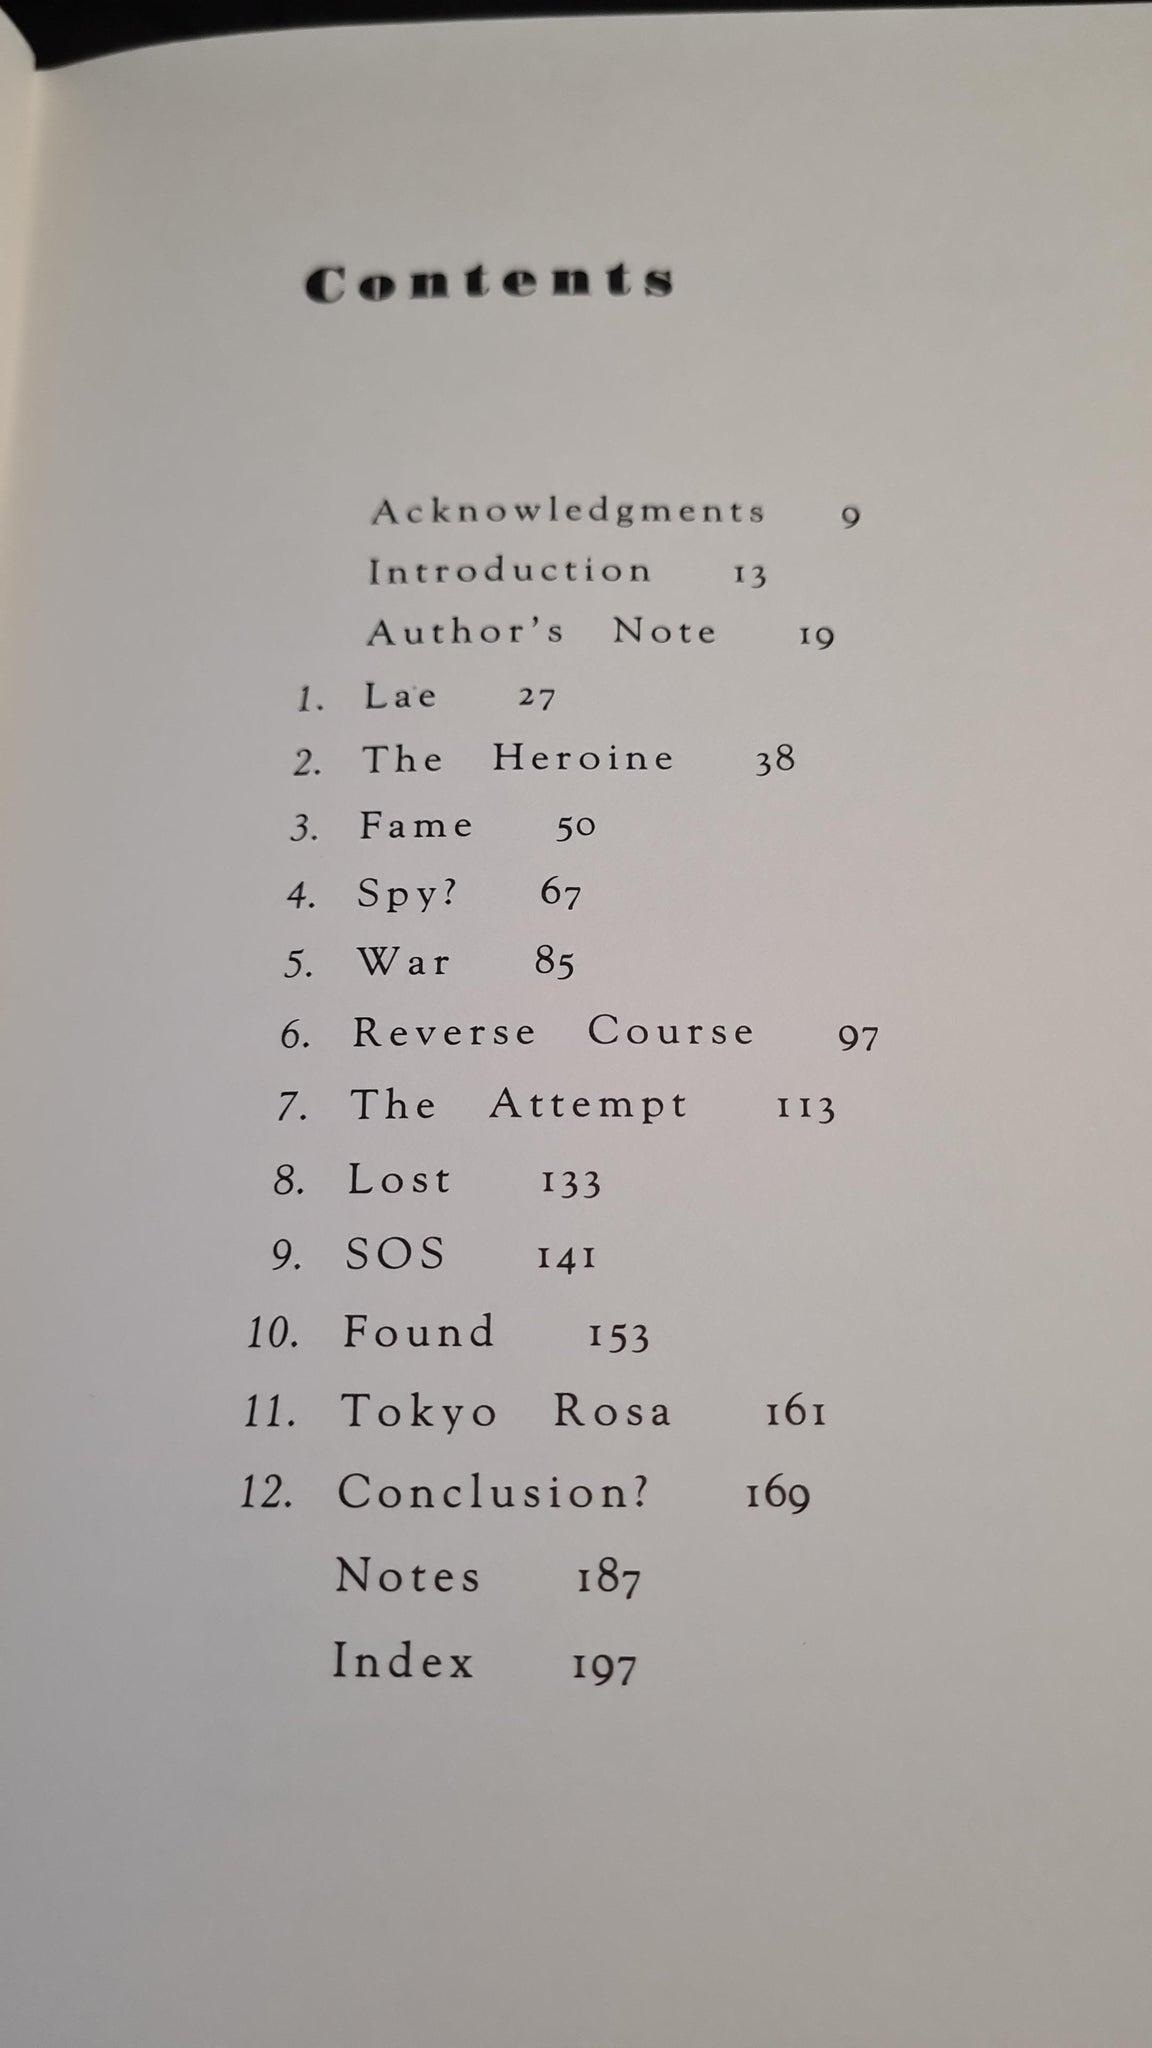 Contents
Acknowledgments 9
Introduction 13
Author's Note 19
1. Lae 27
2. The Heroine 38
3. Fame 50
4. Spy? 67
5. War 85
6. Reverse Course 97
7. The Attempt 113
8. Lost 133
9. SOS 141
10. Found 153
11. Tokyo Rosa 161
12. Conclusion? 169
Notes 187
Index 197